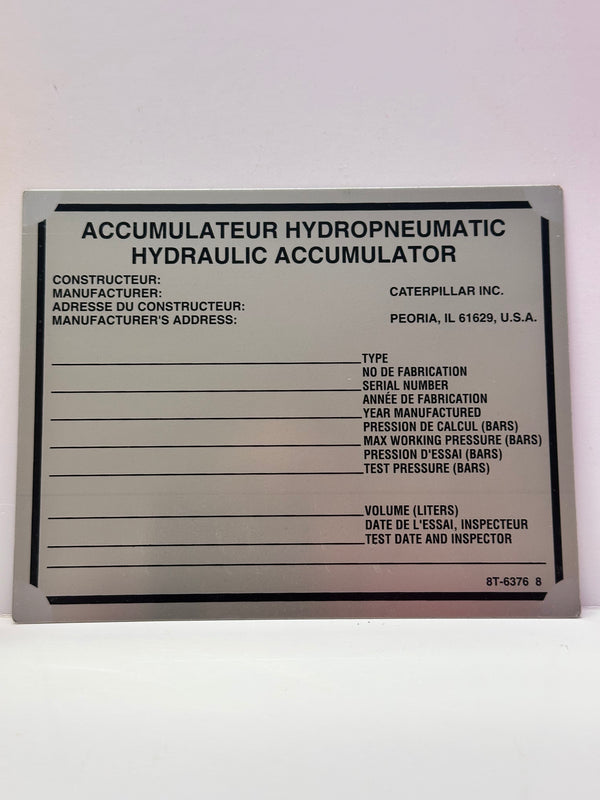 ACCUMULATEUR HYDROPNEUMATIC
HYDRAULIC ACCUMULATOR
CONSTRUCTEUR:
MANUFACTURER: CATERPILLAR INC.
ADRESSE DU CONSTRUCTEUR:
MANUFACTURER'S ADDRESS: PEORIA, IL 61629, U.S.A.
TYPE
NO DE FABRICATION
SERIAL NUMBER
ANNÉE DE FABRICATION
YEAR MANUFACTURED
PRESSION DE CALCUL (BARS)
MAX WORKING PRESSURE (BARS)
PRESSION D'ESSAI (BARS)
TEST PRESSURE (BARS)
VOLUME (LITERS)
DATE DE L'ESSAI, INSPECTEUR
TEST DATE AND INSPECTOR
8T-6376 8